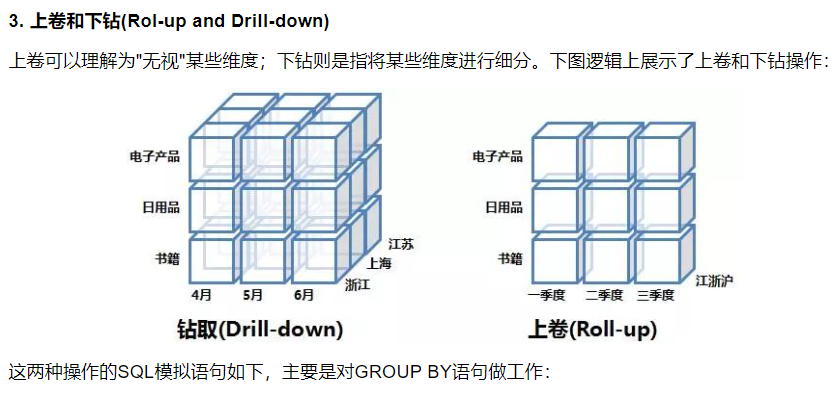 3. 上卷和下钻(Rol-up and Drill-down)
上卷可以理解为"无视"某些维度；下钻则是指将某些维度进行细分。下图逻辑上展示了上卷和下钻操作：
电子产品
日用品
书籍
4月 5月 6月
浙江
上海
江苏
钻取(Drill-down)
电子产品
日用品
书籍
一季度 二季度 三季度
江浙沪
上卷(Roll-up)
这两种操作的SQL模拟语句如下，主要是对GROUP BY语句做工作：